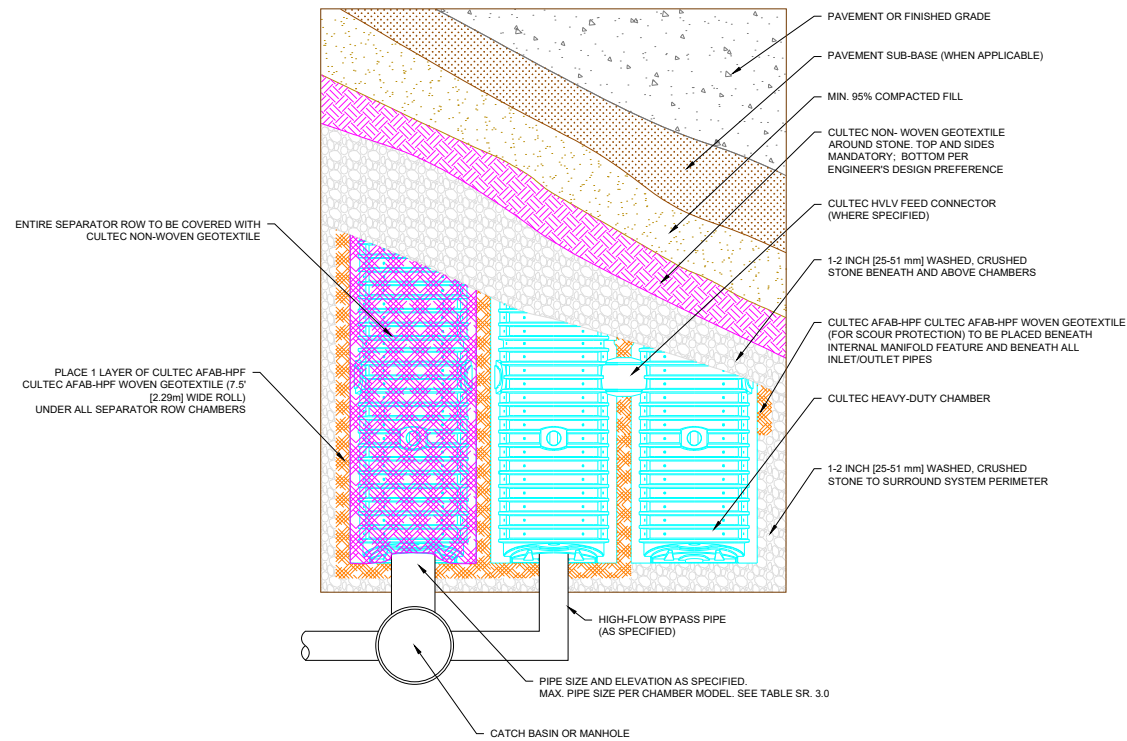 PAVEMENT OR FINISHED GRADE
PAVEMENT SUB-BASE (WHEN APPLICABLE)
MIN. 95% COMPACTED FILL
CULTEC NON- WOVEN GEOTEXTILE
AROUND STONE. TOP AND SIDES
MANDATORY; BOTTOM PER
ENGINEER'S DESIGN PREFERENCE
CULTEC HVLV FEED CONNECTOR
(WHERE SPECIFIED)
1-2 INCH [25-51 mm] WASHED, CRUSHED
STONE BENEATH AND ABOVE CHAMBERS
CULTEC AFAB-HPF CULTEC AFAB-HPF WOVEN GEOTEXTILE
(FOR SCOUR PROTECTION) TO BE PLACED BENEATH
INTERNAL MANIFOLD FEATURE AND BENEATH ALL
INLET/OUTLET PIPES
CULTEC HEAVY-DUTY CHAMBER
1-2 INCH [25-51 mm] WASHED, CRUSHED
STONE TO SURROUND SYSTEM PERIMETER
ENTIRE SEPARATOR ROW TO BE COVERED WITH
CULTEC NON-WOVEN GEOTEXTILE
PLACE 1 LAYER OF CULTEC AFAB-HPF
CULTEC AFAB-HPF WOVEN GEOTEXTILE (7.5'
[2.29m] WIDE ROLL)
UNDER ALL SEPARATOR ROW CHAMBERS
HIGH-FLOW BYPASS PIPE
(AS SPECIFIED)
PIPE SIZE AND ELEVATION AS SPECIFIED.
MAX. PIPE SIZE PER CHAMBER MODEL. SEE TABLE SR. 3.0
CATCH BASIN OR MANHOLE